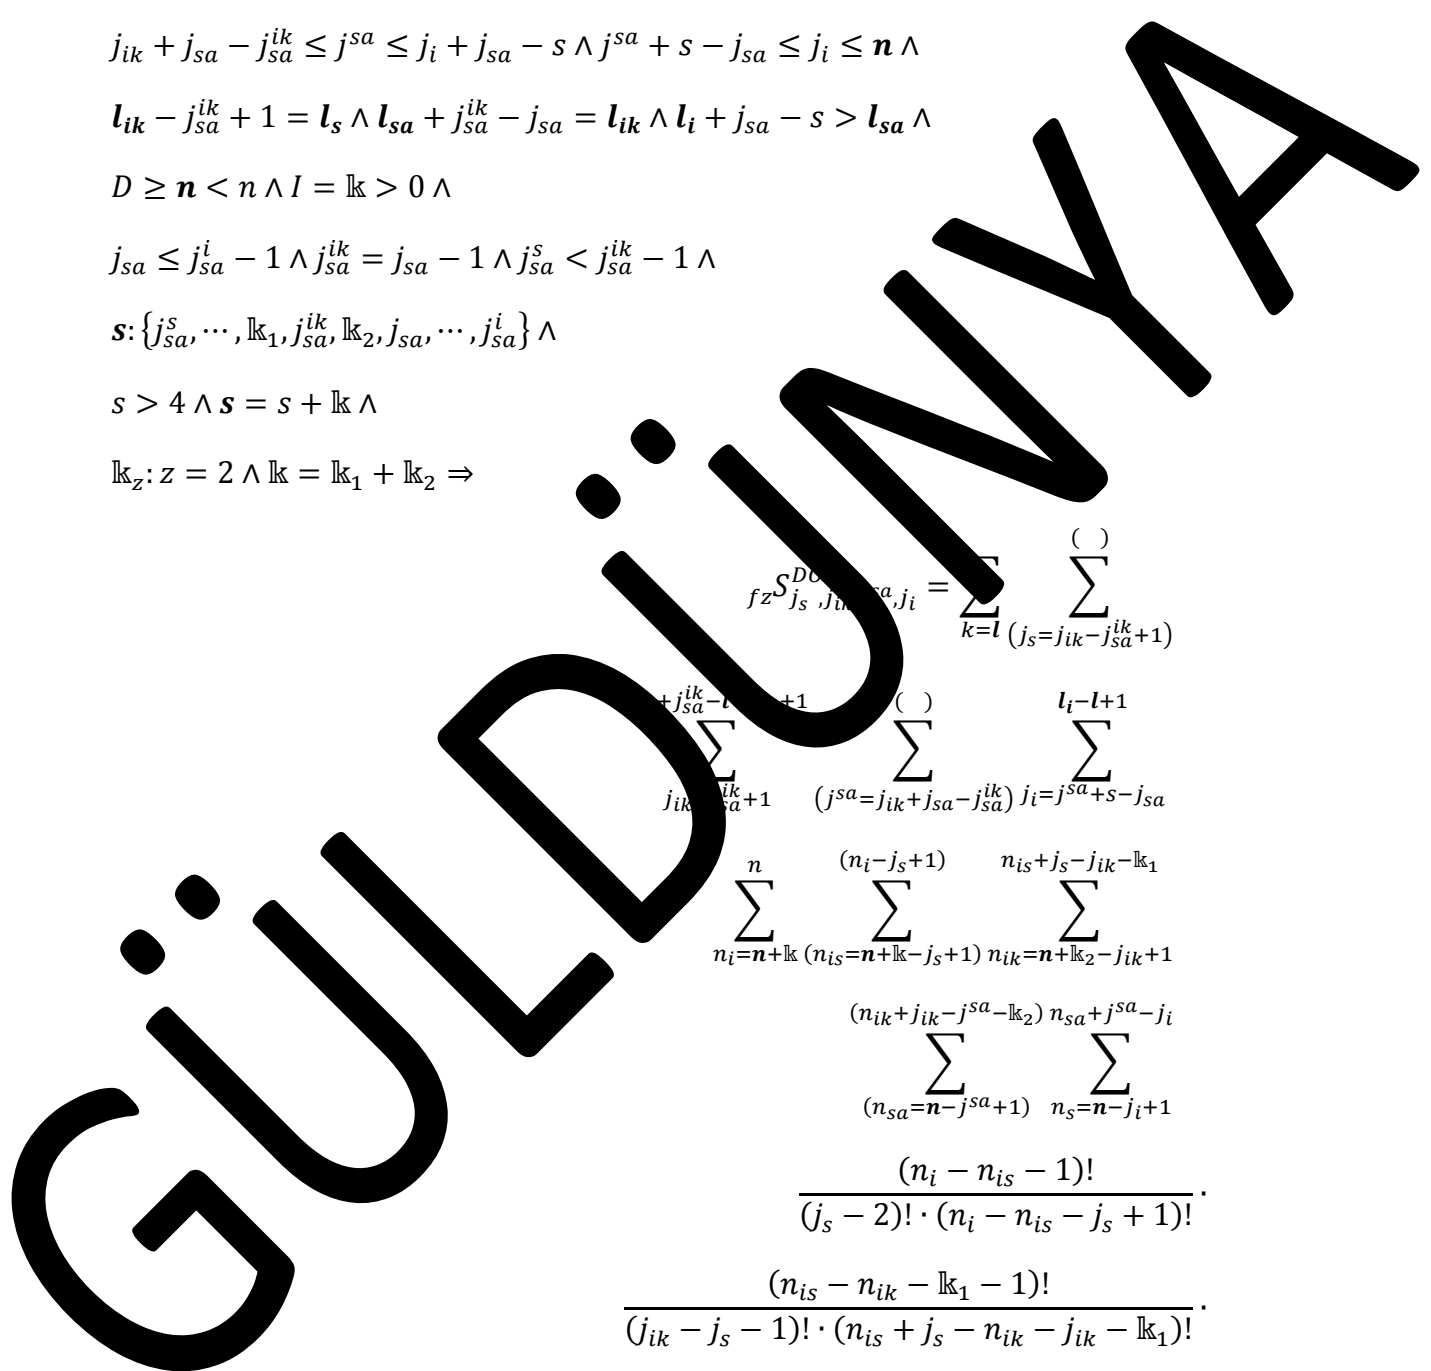 j_{ik} + j_{sa} − j_{sa}^{ik} ≤ j^{sa} ≤ j_i + j_{sa} − s ∧ j^{sa} + s − j_{sa} ≤ j_i ≤ n ∧
l_{ik} − j_{sa}^{ik} + 1 = l_s ∧ l_{sa} + j_{sa}^{ik} − j_{sa} = l_{ik} ∧ l_i + j_{sa} − s > l_{sa} ∧
D ≥ n < n ∧ I = 𝕜 > 0 ∧
j_{sa} ≤ j_{sa}^{i} − 1 ∧ j_{sa}^{ik} = j_{sa} − 1 ∧ j_{sa}^{s} < j_{sa}^{ik} − 1 ∧
s: {j_{sa}^{s}, ⋯, 𝕜_1, j_{sa}^{ik}, 𝕜_2, j_{sa}, ⋯, j_{sa}^{i}} ∧
s > 4 ∧ s = s + 𝕜 ∧
𝕜_z: z = 2 ∧ 𝕜 = 𝕜_1 + 𝕜_2 ⇒
_{fz}S_{j_s, j_{ik}, j^{sa}, j_i} = ∑_{k=l} ∑_{(j_s=j_{ik}−j_{sa}^{ik}+1)}^{( )}
∑ ∑_{(j^{sa}=j_{ik}+j_{sa}−j_{sa}^{ik})}^{( )} ∑_{j_i=j^{sa}+s−j_{sa}}^{l_i−l+1}
∑_{n_i=n+𝕜}^{n} ∑_{(n_{is}=n+𝕜−j_s+1)}^{(n_i−j_s+1)} ∑_{n_{ik}=n+𝕜_2−j_{ik}+1}^{n_{is}+j_s−j_{ik}−𝕜_1}
∑_{(n_{sa}=n−j^{sa}+1)}^{(n_{ik}+j_{ik}−j^{sa}−𝕜_2)} ∑_{n_s=n−j_i+1}^{n_{sa}+j^{sa}−j_i}
(n_i − n_{is} − 1)!
(j_s − 2)! · (n_i − n_{is} − j_s + 1)! ·
(n_{is} − n_{ik} − 𝕜_1 − 1)!
(j_{ik} − j_s − 1)! · (n_{is} + j_s − n_{ik} − j_{ik} − 𝕜_1)! ·
GÜLDÜNYA